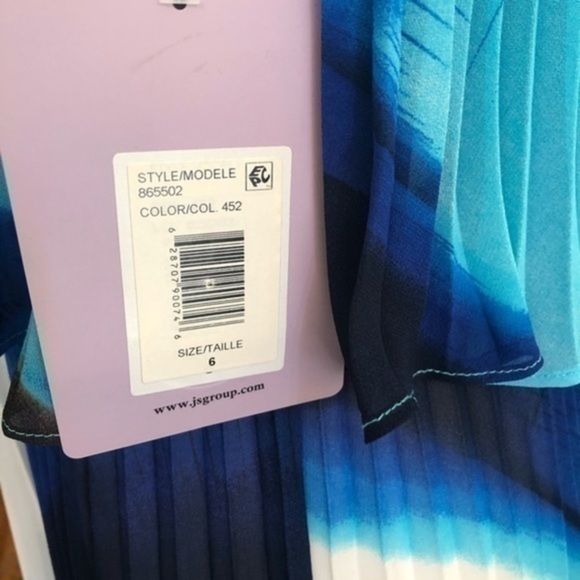 STYLE/MODELE
865502
COLOR/COL. 452
6 28707 90074 6
SIZE/TAILLE
6
www.jsgroup.com